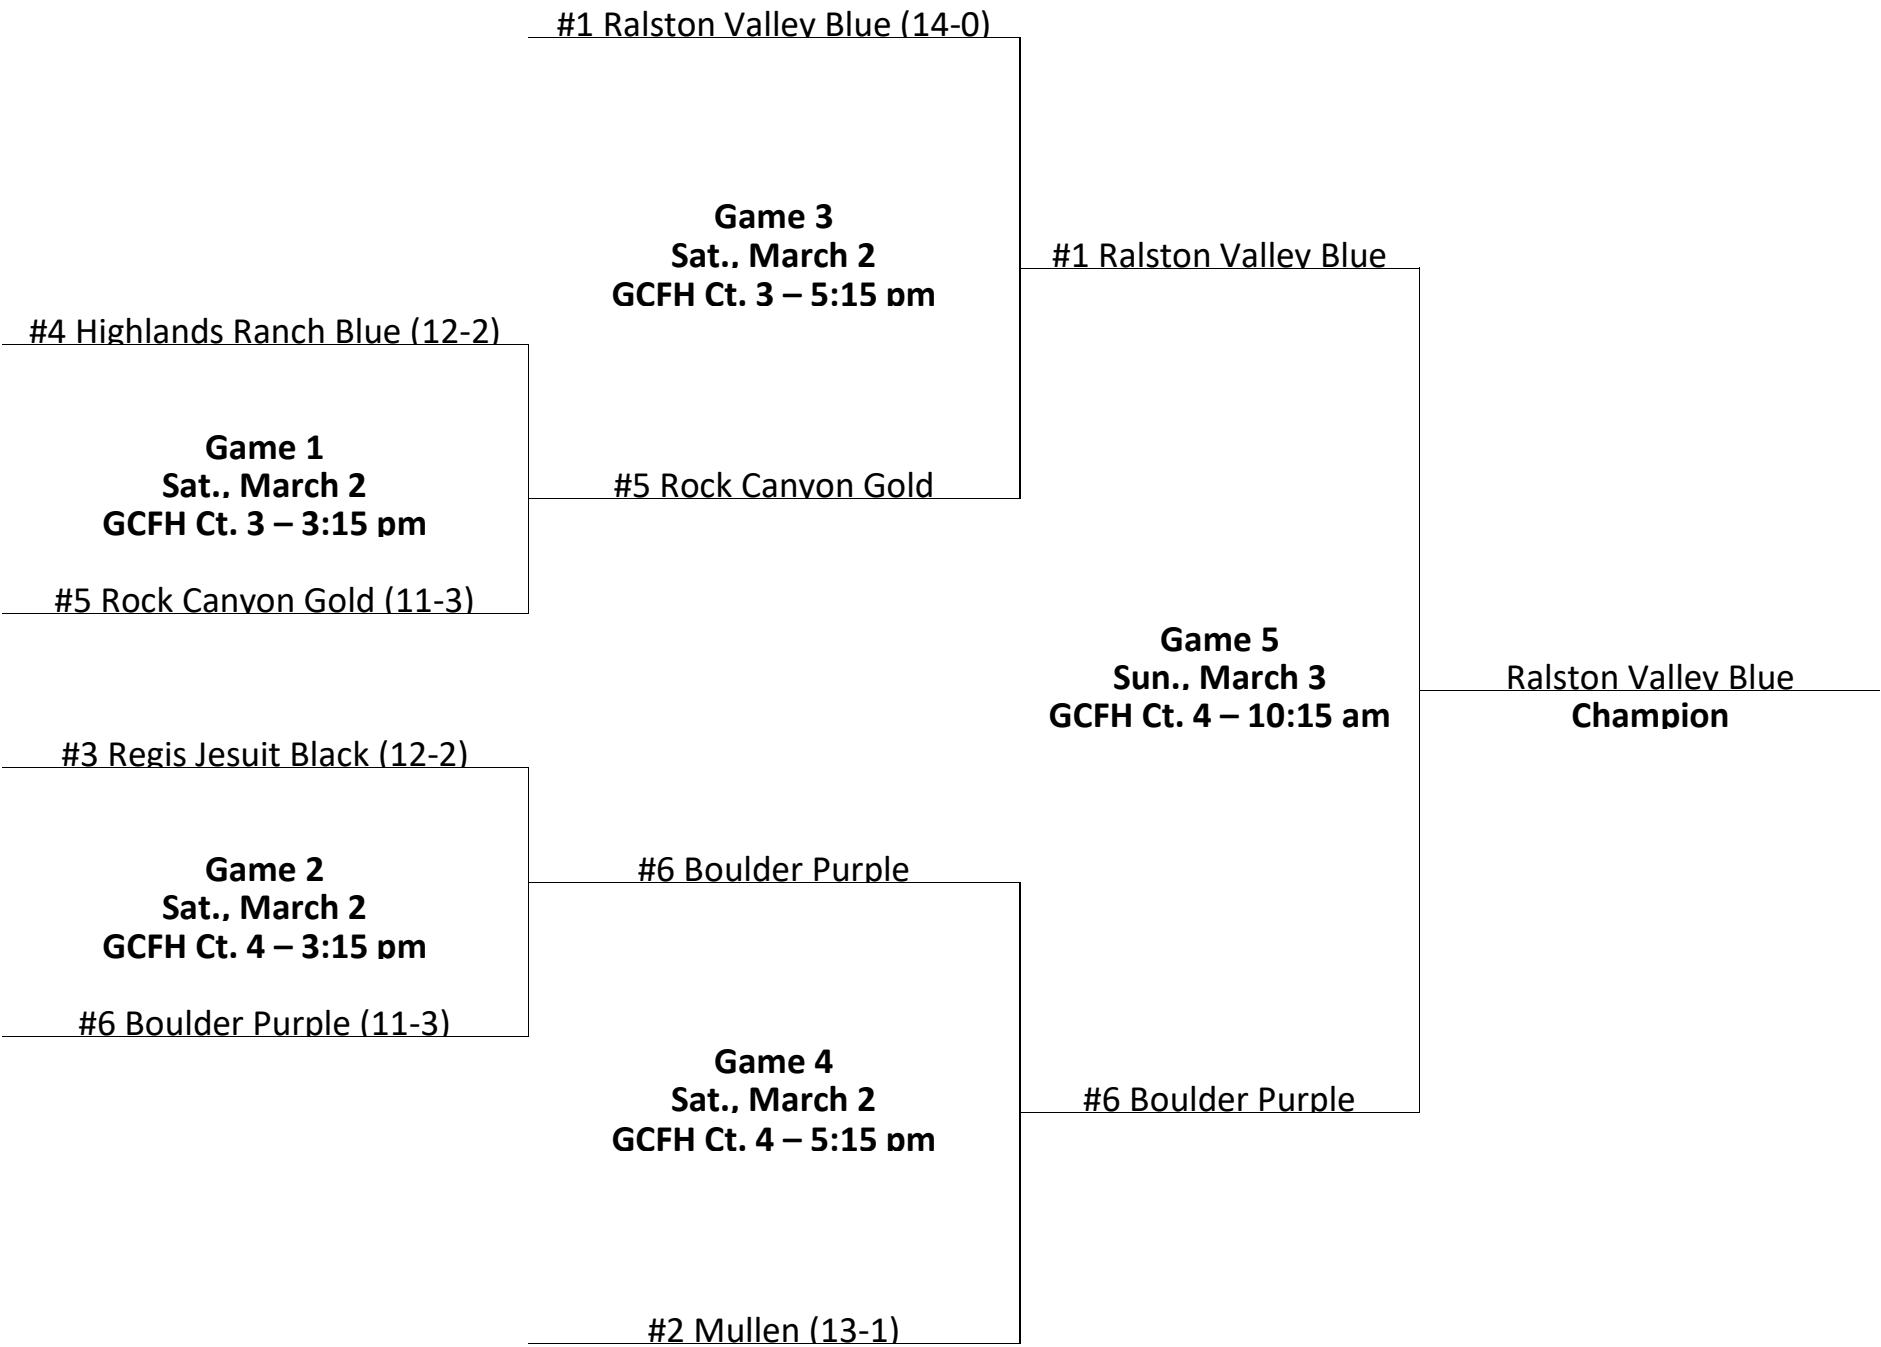 #1 Ralston Valley Blue (14-0)
Game 3
Sat., March 2
GCFH Ct. 3 – 5:15 pm
#1 Ralston Valley Blue
#4 Highlands Ranch Blue (12-2)
Game 1
Sat., March 2
GCFH Ct. 3 – 3:15 pm
#5 Rock Canyon Gold
#5 Rock Canyon Gold (11-3)
Game 5
Sun., March 3
GCFH Ct. 4 – 10:15 am
Ralston Valley Blue
Champion
#3 Regis Jesuit Black (12-2)
Game 2
Sat., March 2
GCFH Ct. 4 – 3:15 pm
#6 Boulder Purple
#6 Boulder Purple (11-3)
Game 4
Sat., March 2
GCFH Ct. 4 – 5:15 pm
#6 Boulder Purple
#2 Mullen (13-1)